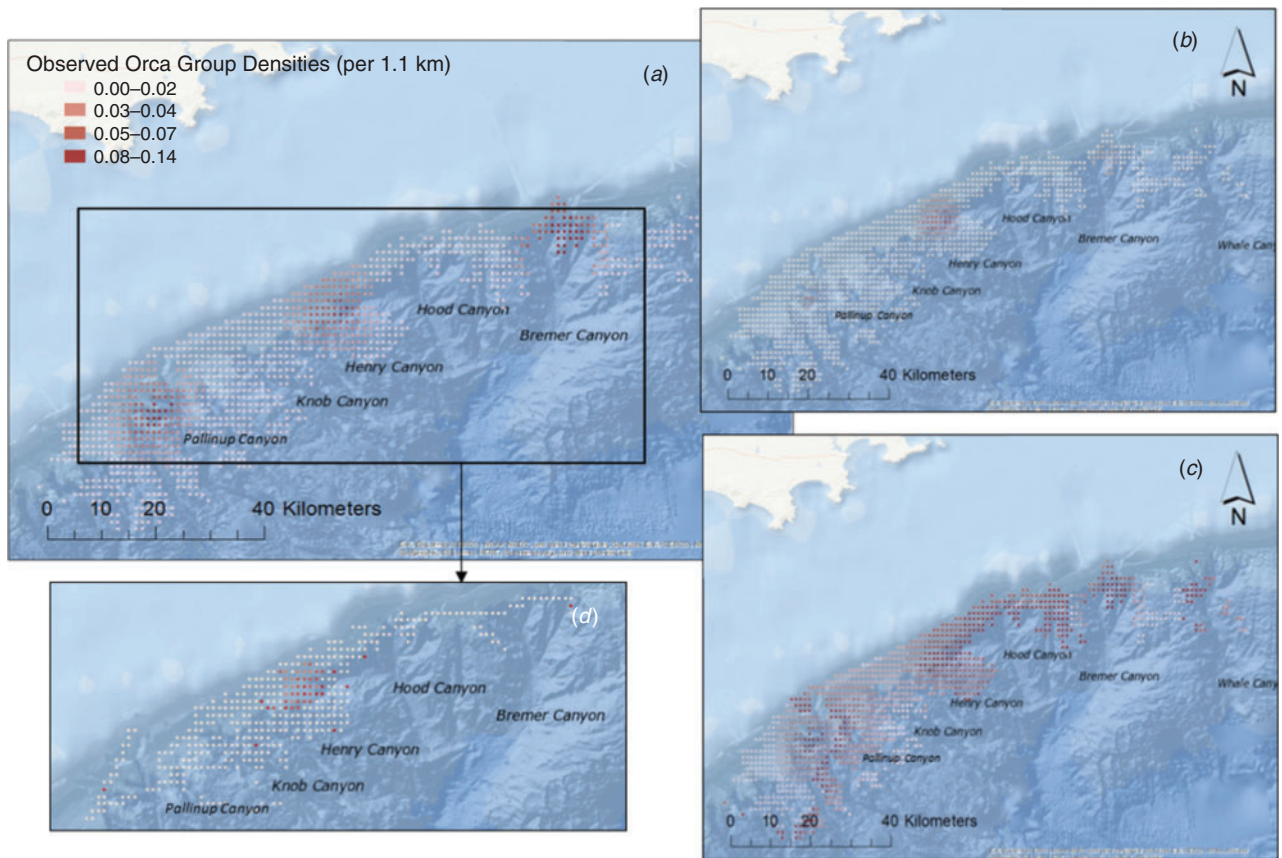 Observed Orca Group Densities (per 1.1 km)
0.00–0.02
0.03–0.04
0.05–0.07
0.08–0.14
(a)
Hood Canyon
Bremer Canyon
Henry Canyon
Knob Canyon
Pallinup Canyon
0 10 20 40 Kilometers
(b)
N
Hood Canyon
Bremer Canyon
Whale Cany
Henry Canyon
Knob Canyon
Pallinup Canyon
0 10 20 40 Kilometers
(c)
N
Hood Canyon
Bremer Canyon
Whale Cany
Henry Canyon
Knob Canyon
Pallinup Canyon
0 10 20 40 Kilometers
(d)
Hood Canyon
Bremer Canyon
Henry Canyon
Knob Canyon
Pallinup Canyon